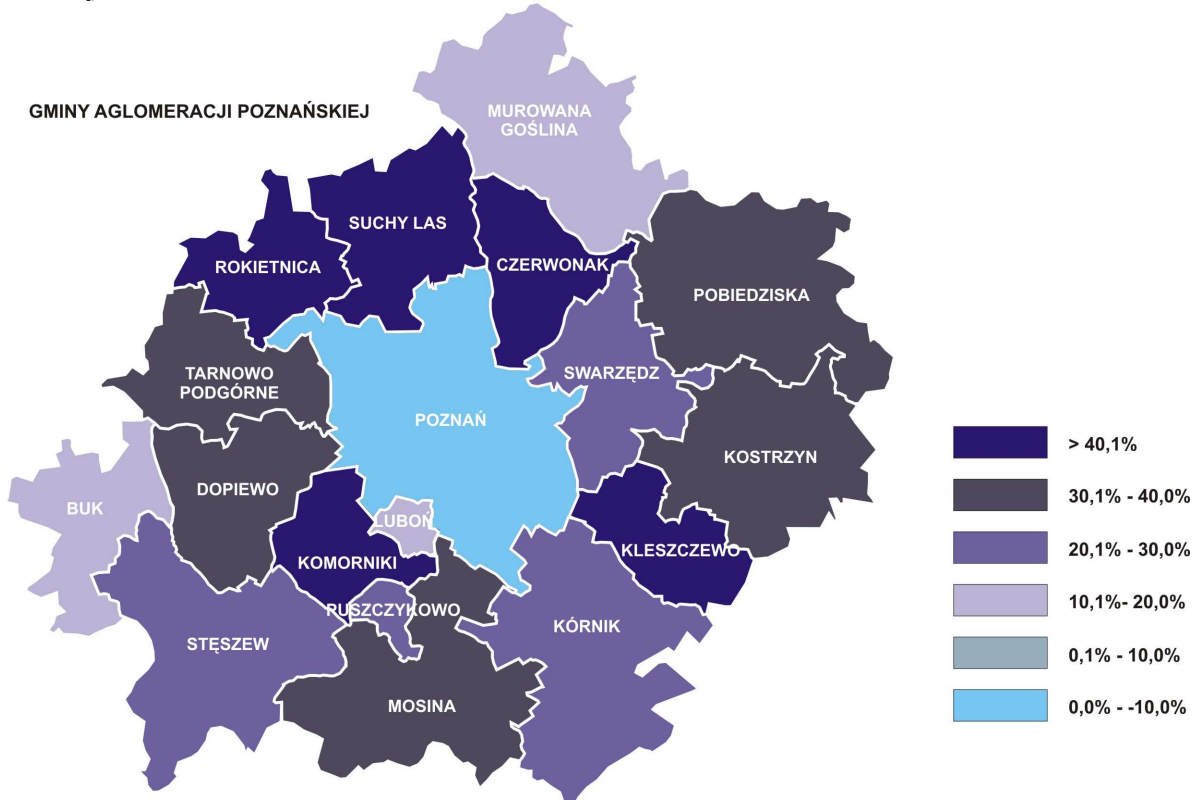 GMINY AGLOMERACJI POZNAŃSKIEJ
MUROWANA
GOŚLINA
SUCHY LAS
ROKIETNICA
CZERWONAK
POBIEDZISKA
TARNOWO
PODGÓRNE
SWARZĘDZ
POZNAŃ
KOSTRZYN
DOPIEWO
BUK
LUBOŃ
KOMORNIKI
KLESZCZEWO
PUSZCZYKOWO
KÓRNIK
STĘSZEW
MOSINA
> 40,1%
30,1% - 40,0%
20,1% - 30,0%
10,1%- 20,0%
0,1% - 10,0%
0,0% - -10,0%